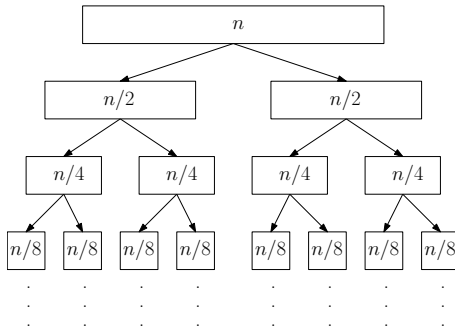 n
n/2 n/2
n/4 n/4 n/4 n/4
n/8 n/8 n/8 n/8 n/8 n/8 n/8 n/8
. . . . . . . .
. . . . . . . .
. . . . . . . .